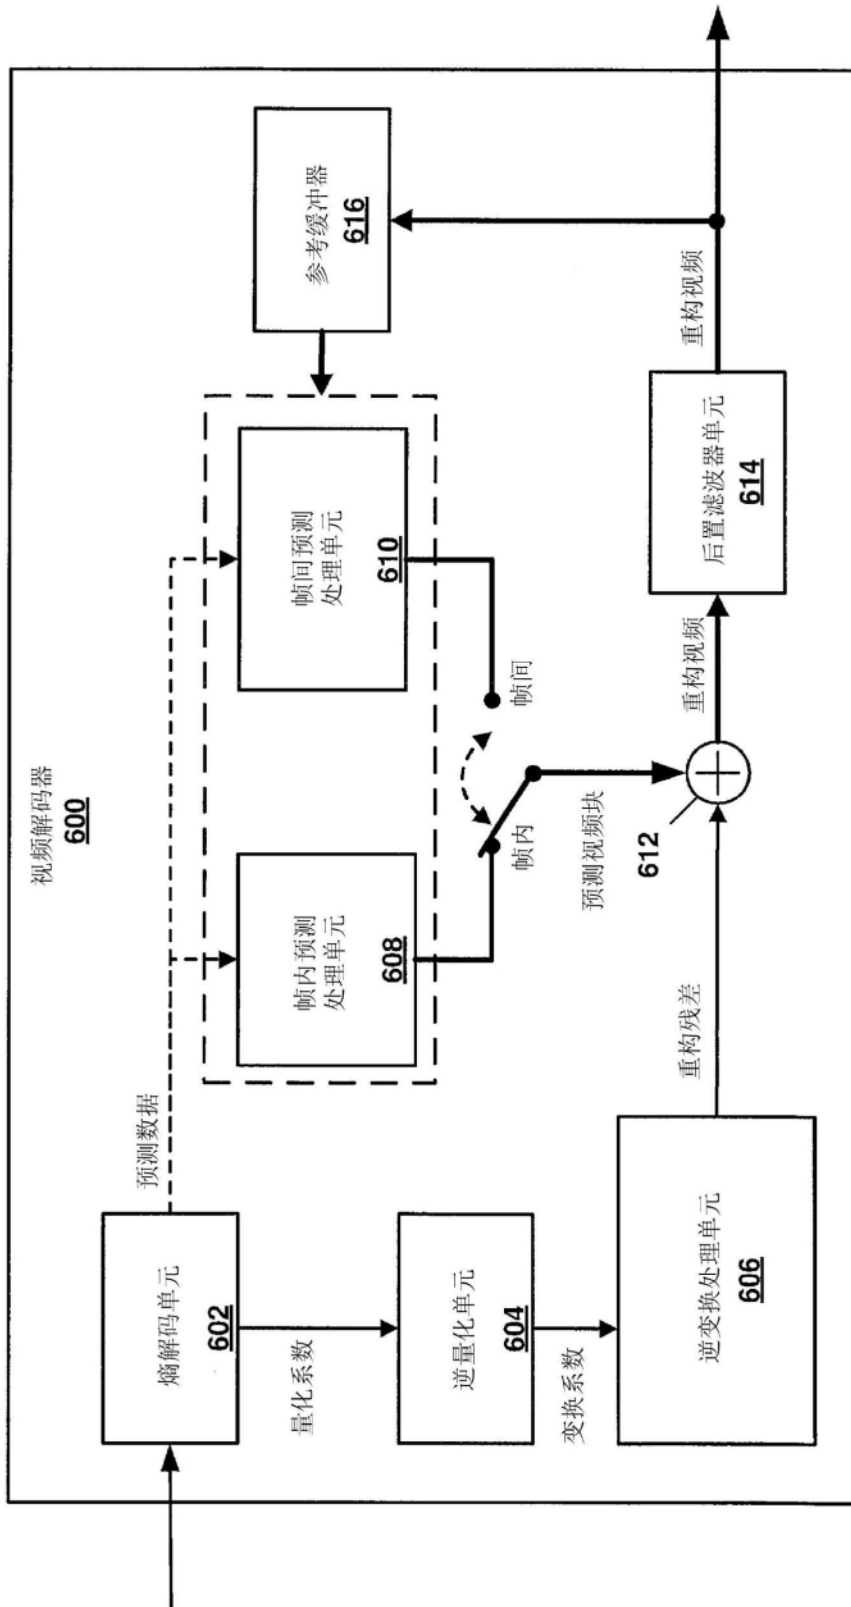 视频解码器
600
熵解码单元
602
预测数据
量化系数
逆量化单元
604
变换系数
逆变换处理单元
606
重构残差
帧内预测
处理单元
608
帧间预测
处理单元
610
帧内
帧间
预测视频块
612
重构视频
后置滤波器单元
614
重构视频
参考缓冲器
616